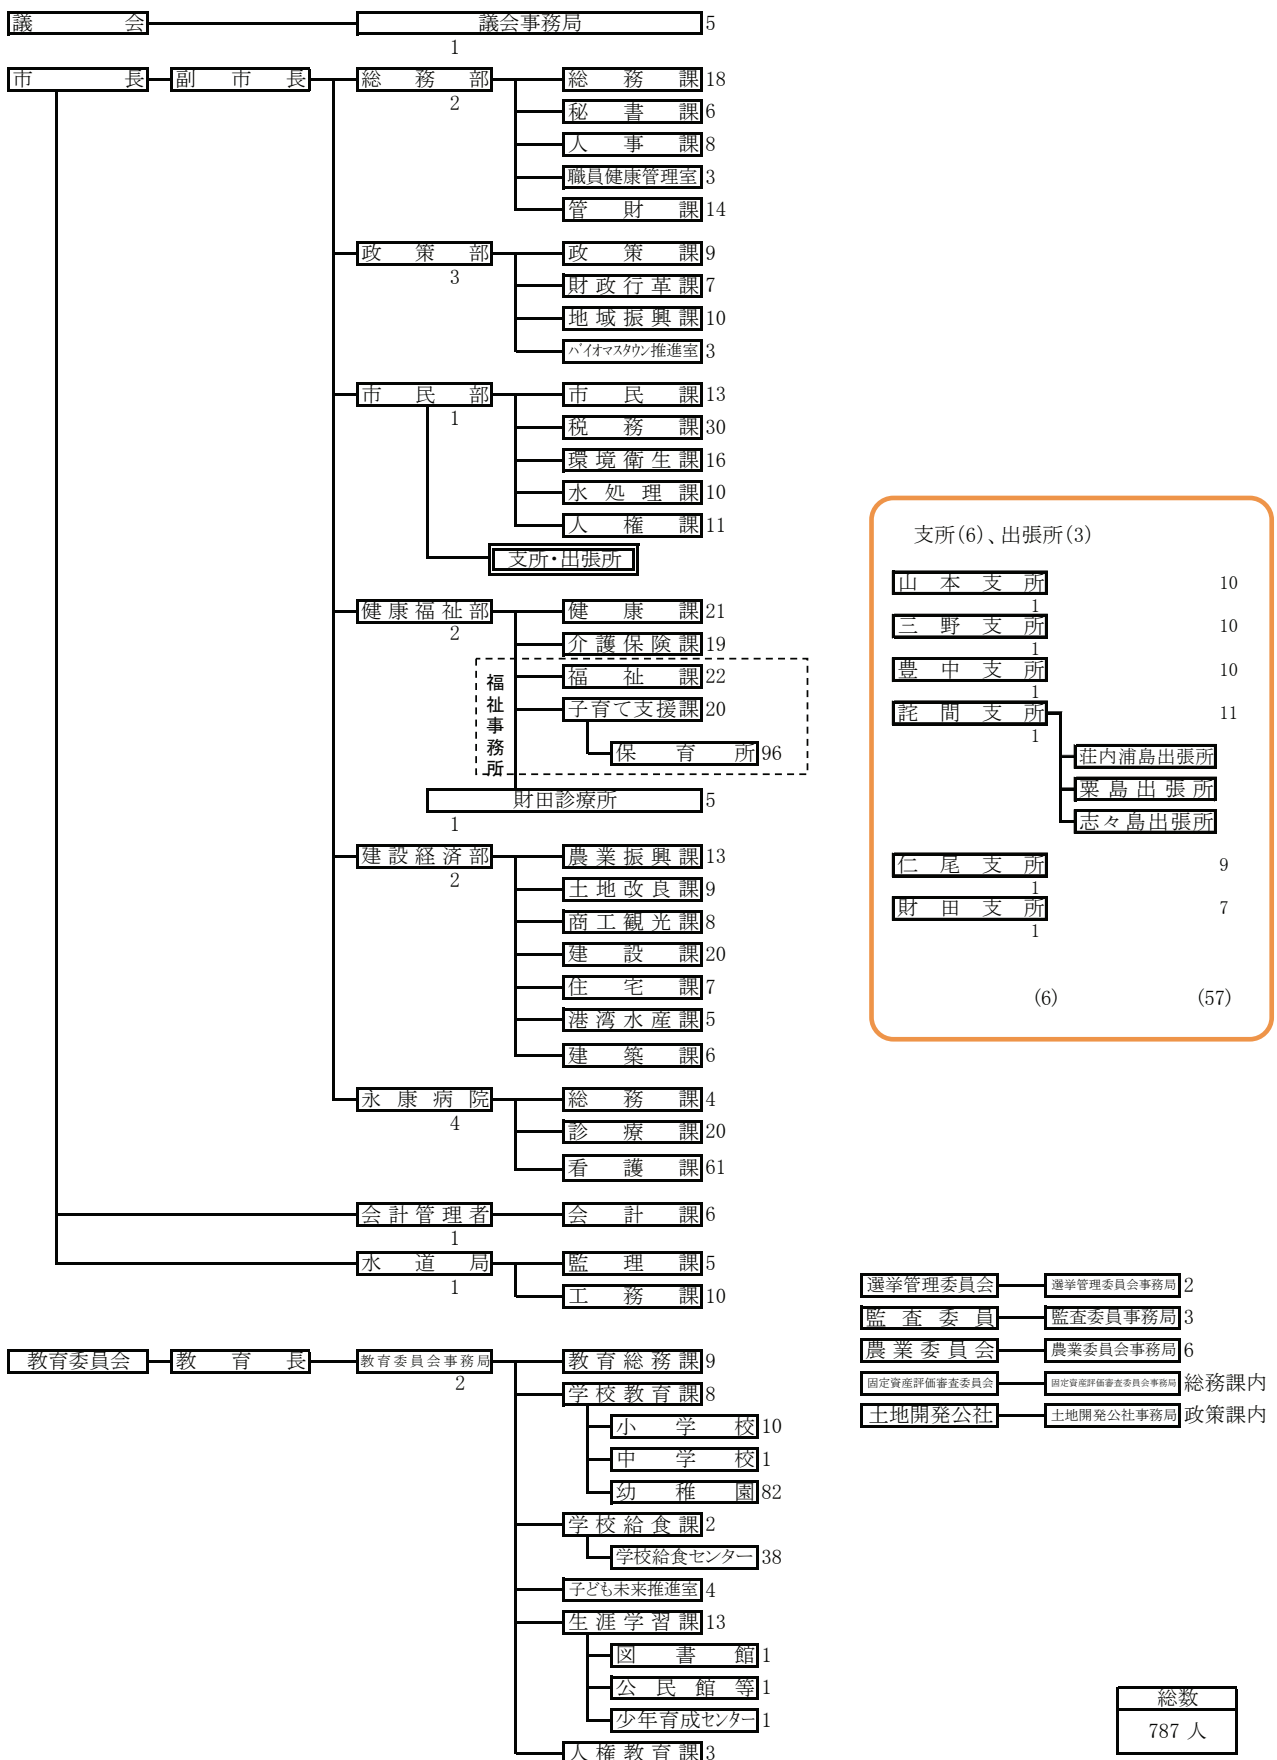 議会 議会事務局 5
1
市長 副市長 総務部 総務課 18
2
秘書課 6
人事課 8
職員健康管理室 3
管財課 14
政策部 政策課 9
3
財政行革課 7
地域振興課 10
バイオマスタウン推進室 3
市民部 市民課 13
1
税務課 30
環境衛生課 16
水処理課 10
人権課 11
支所・出張所
健康福祉部 健康課 21
2
介護保険課 19
福祉事務所
福祉課 22
子育て支援課 20
保育所 96
財田診療所 5
1
建設経済部 農業振興課 13
2
土地改良課 9
商工観光課 8
建設課 20
住宅課 7
港湾水産課 5
建築課 6
永康病院 総務課 4
4
診療課 20
看護課 61
会計管理者 会計課 6
1
水道局 監理課 5
1
工務課 10
教育委員会 教育長 教育委員会事務局 教育総務課 9
2
学校教育課 8
小学校 10
中学校 1
幼稚園 82
学校給食課 2
学校給食センター 38
子ども未来推進室 4
生涯学習課 13
図書館 1
公民館等 1
少年育成センター 1
人権教育課 3
支所(6)、出張所(3)
山本支所 10
1
三野支所 10
1
豊中支所 10
1
詫間支所 11
1
荘内浦島出張所
粟島出張所
志々島出張所
仁尾支所 9
1
財田支所 7
1
(6) (57)
選挙管理委員会 選挙管理委員会事務局 2
監査委員 監査委員事務局 3
農業委員会 農業委員会事務局 6
固定資産評価審査委員会 固定資産評価審査委員会事務局 総務課内
土地開発公社 土地開発公社事務局 政策課内
総数
787 人